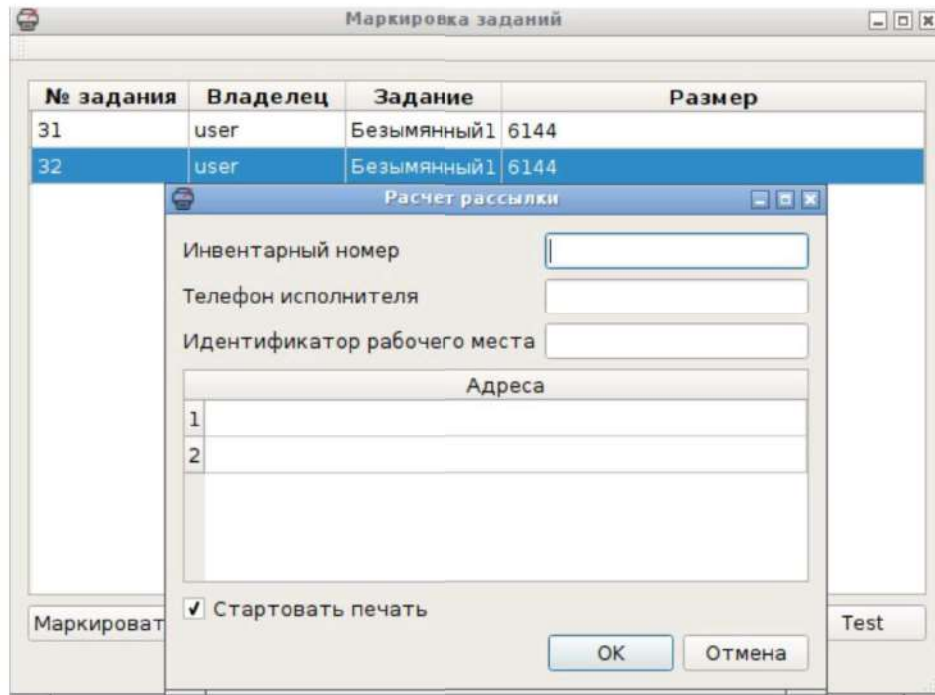 Маркировка заданий
№ задания Владелец Задание Размер
31 user Безымянный1 6144
32 user Безымянный1 6144
Расчет рассылки
Инвентарный номер
Телефон исполнителя
Идентификатор рабочего места
Адреса
1
2
Стартовать печать
Маркироват Test
OK Отмена